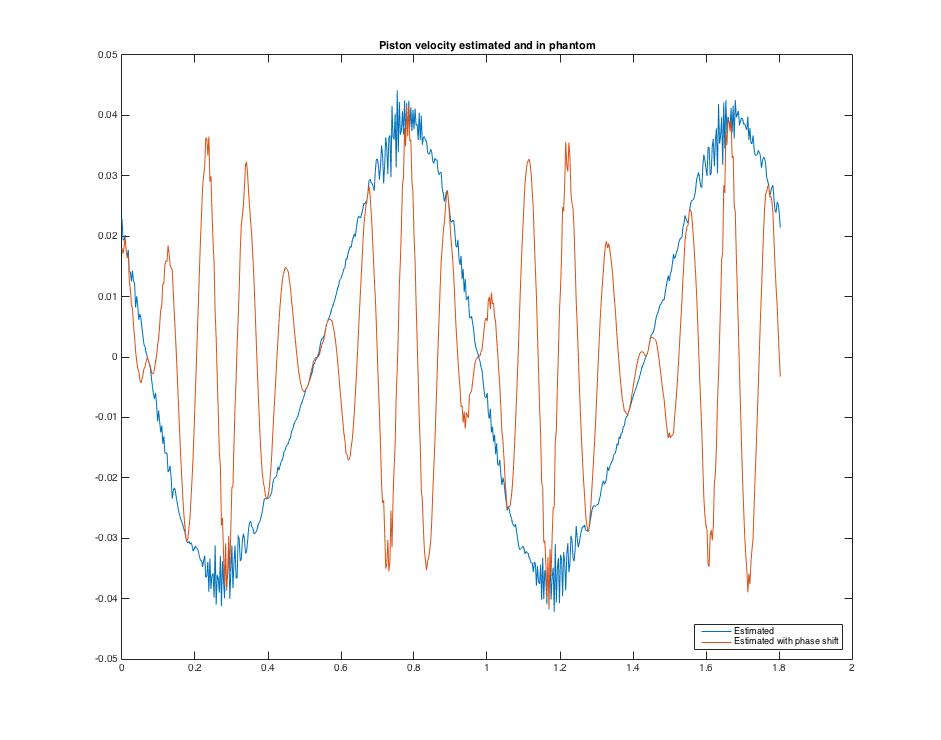 Piston velocity estimated and in phantom
0.05
0.04
0.03
0.02
0.01
0
-0.01
-0.02
-0.03
-0.04
-0.05
0 0.2 0.4 0.6 0.8 1 1.2 1.4 1.6 1.8 2
Estimated
Estimated with phase shift